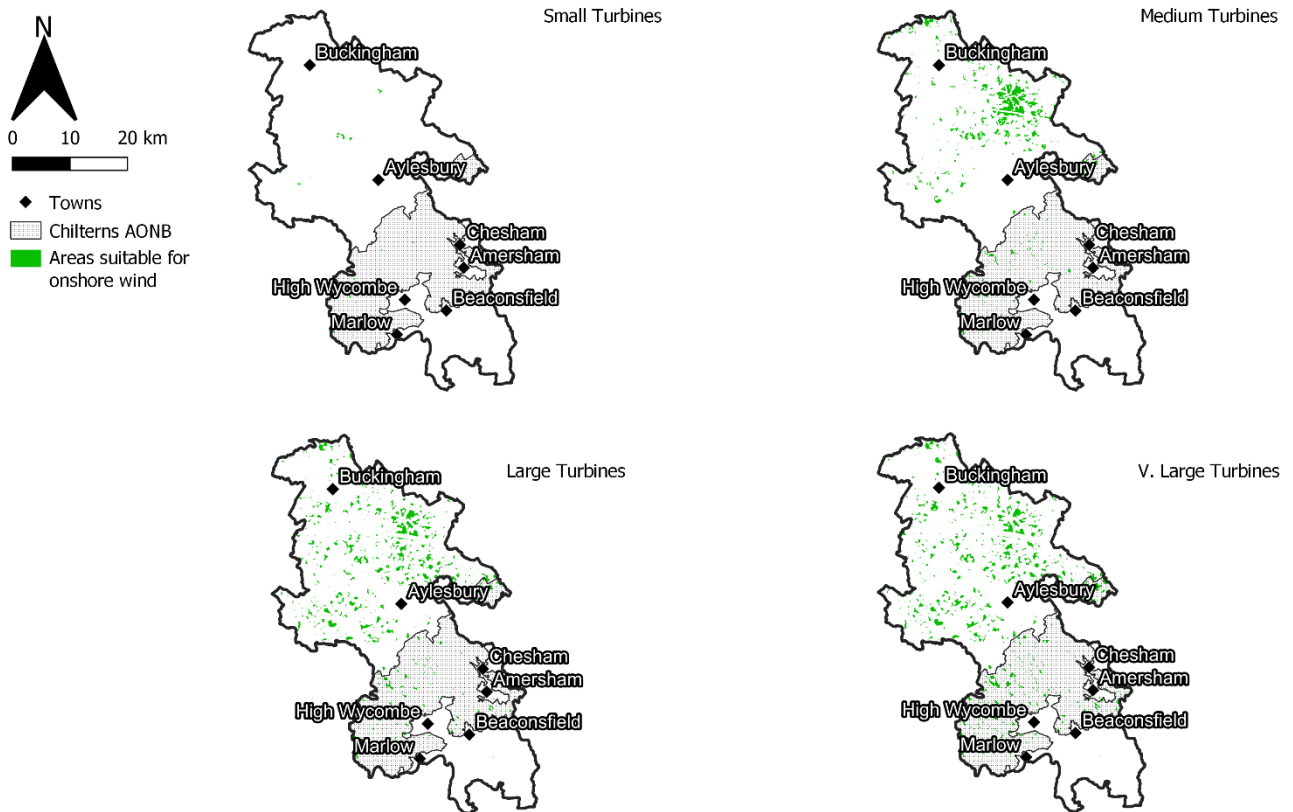 N
0 10 20 km
Towns
Chilterns AONB
Areas suitable for
onshore wind
Small Turbines
Buckingham
Aylesbury
Chesham
Amersham
High Wycombe
Beaconsfield
Marlow
Medium Turbines
Buckingham
Aylesbury
Chesham
Amersham
High Wycombe
Beaconsfield
Marlow
Large Turbines
Buckingham
Aylesbury
Chesham
Amersham
High Wycombe
Beaconsfield
Marlow
V. Large Turbines
Buckingham
Aylesbury
Chesham
Amersham
High Wycombe
Beaconsfield
Marlow